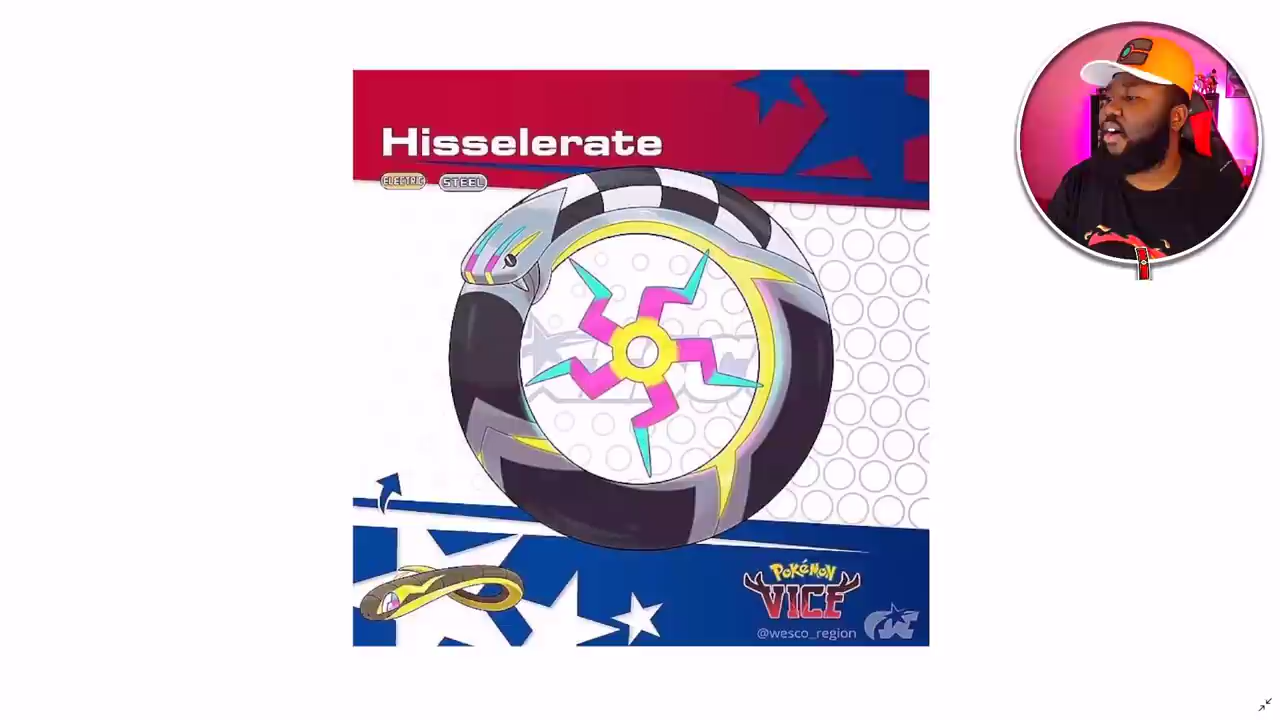 Hisselerate
ELECTRIC STEEL
POKéMON
VICE
@wesco_region